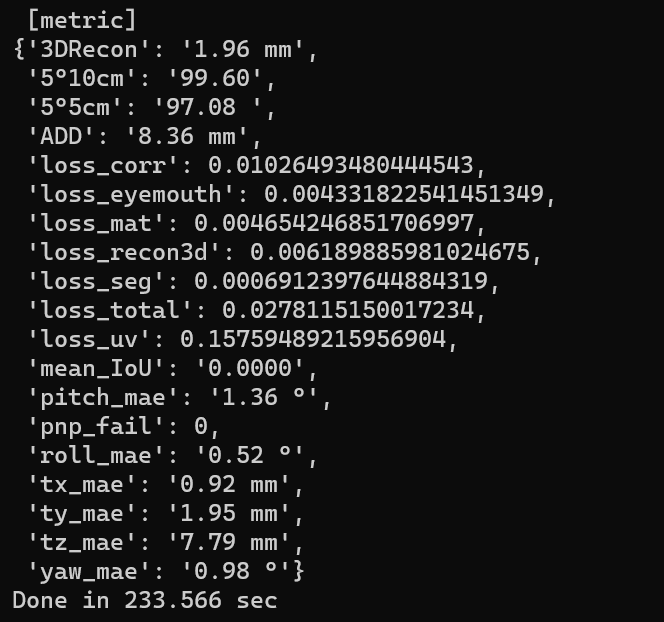 [metric]
{'3DRecon': '1.96 mm',
'5°10cm': '99.60',
'5°5cm': '97.08 ',
'ADD': '8.36 mm',
'loss_corr': 0.01026493480444543,
'loss_eyemouth': 0.004331822541451349,
'loss_mat': 0.004654246851706997,
'loss_recon3d': 0.006189885981024675,
'loss_seg': 0.0006912397644884319,
'loss_total': 0.0278115150017234,
'loss_uv': 0.15759489215956904,
'mean_IoU': '0.0000',
'pitch_mae': '1.36 °',
'pnp_fail': 0,
'roll_mae': '0.52 °',
'tx_mae': '0.92 mm',
'ty_mae': '1.95 mm',
'tz_mae': '7.79 mm',
'yaw_mae': '0.98 °'}
Done in 233.566 sec